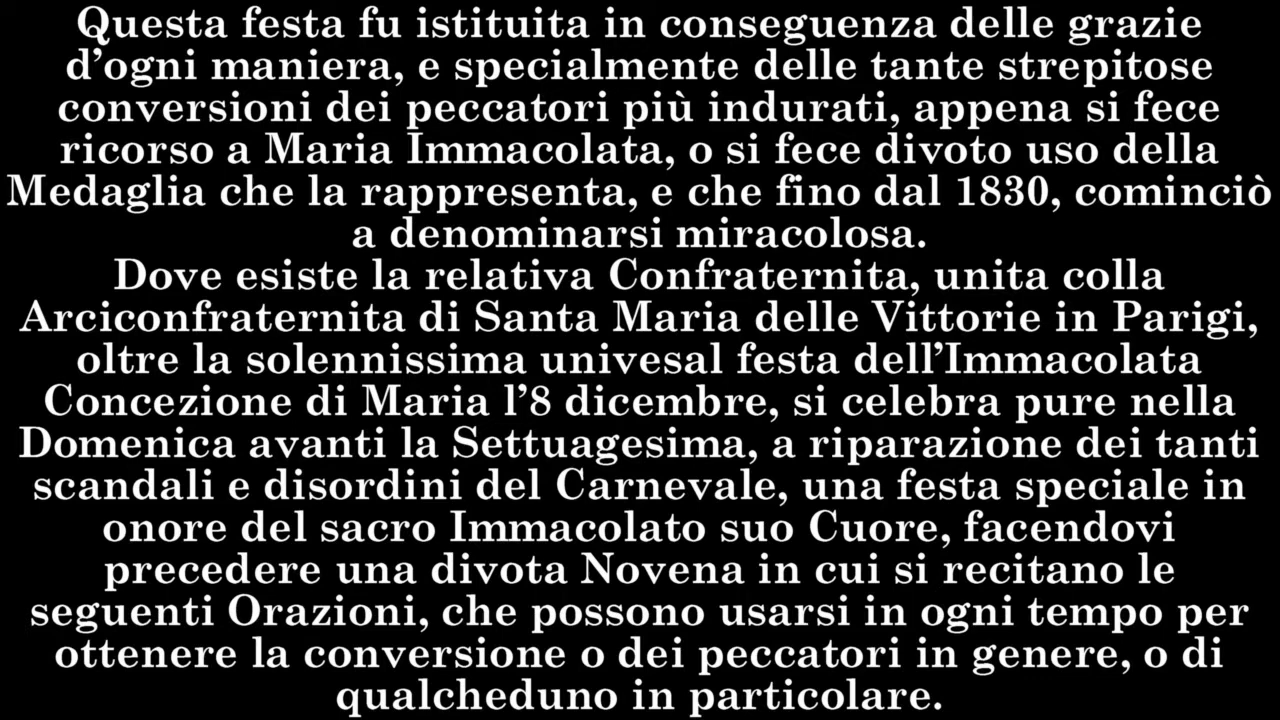 Questa festa fu istituita in conseguenza delle grazie
d’ogni maniera, e specialmente delle tante strepitose
conversioni dei peccatori più indurati, appena si fece
ricorso a Maria Immacolata, o si fece divoto uso della
Medaglia che la rappresenta, e che fino dal 1830, cominciò
a denominarsi miracolosa.
Dove esiste la relativa Confraternita, unita colla
Arciconfraternita di Santa Maria delle Vittorie in Parigi,
oltre la solennissima univesal festa dell’Immacolata
Concezione di Maria l’8 dicembre, si celebra pure nella
Domenica avanti la Settuagesima, a riparazione dei tanti
scandali e disordini del Carnevale, una festa speciale in
onore del sacro Immacolato suo Cuore, facendovi
precedere una divota Novena in cui si recitano le
seguenti Orazioni, che possono usarsi in ogni tempo per
ottenere la conversione o dei peccatori in genere, o di
qualcheduno in particolare.